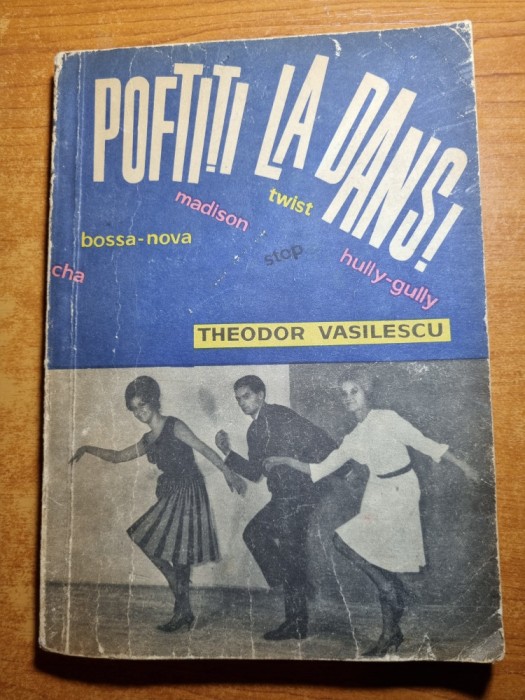 POFTIȚI LA DANS!
madison
twist
bossa-nova
stop
cha
hully-gully
THEODOR VASILESCU